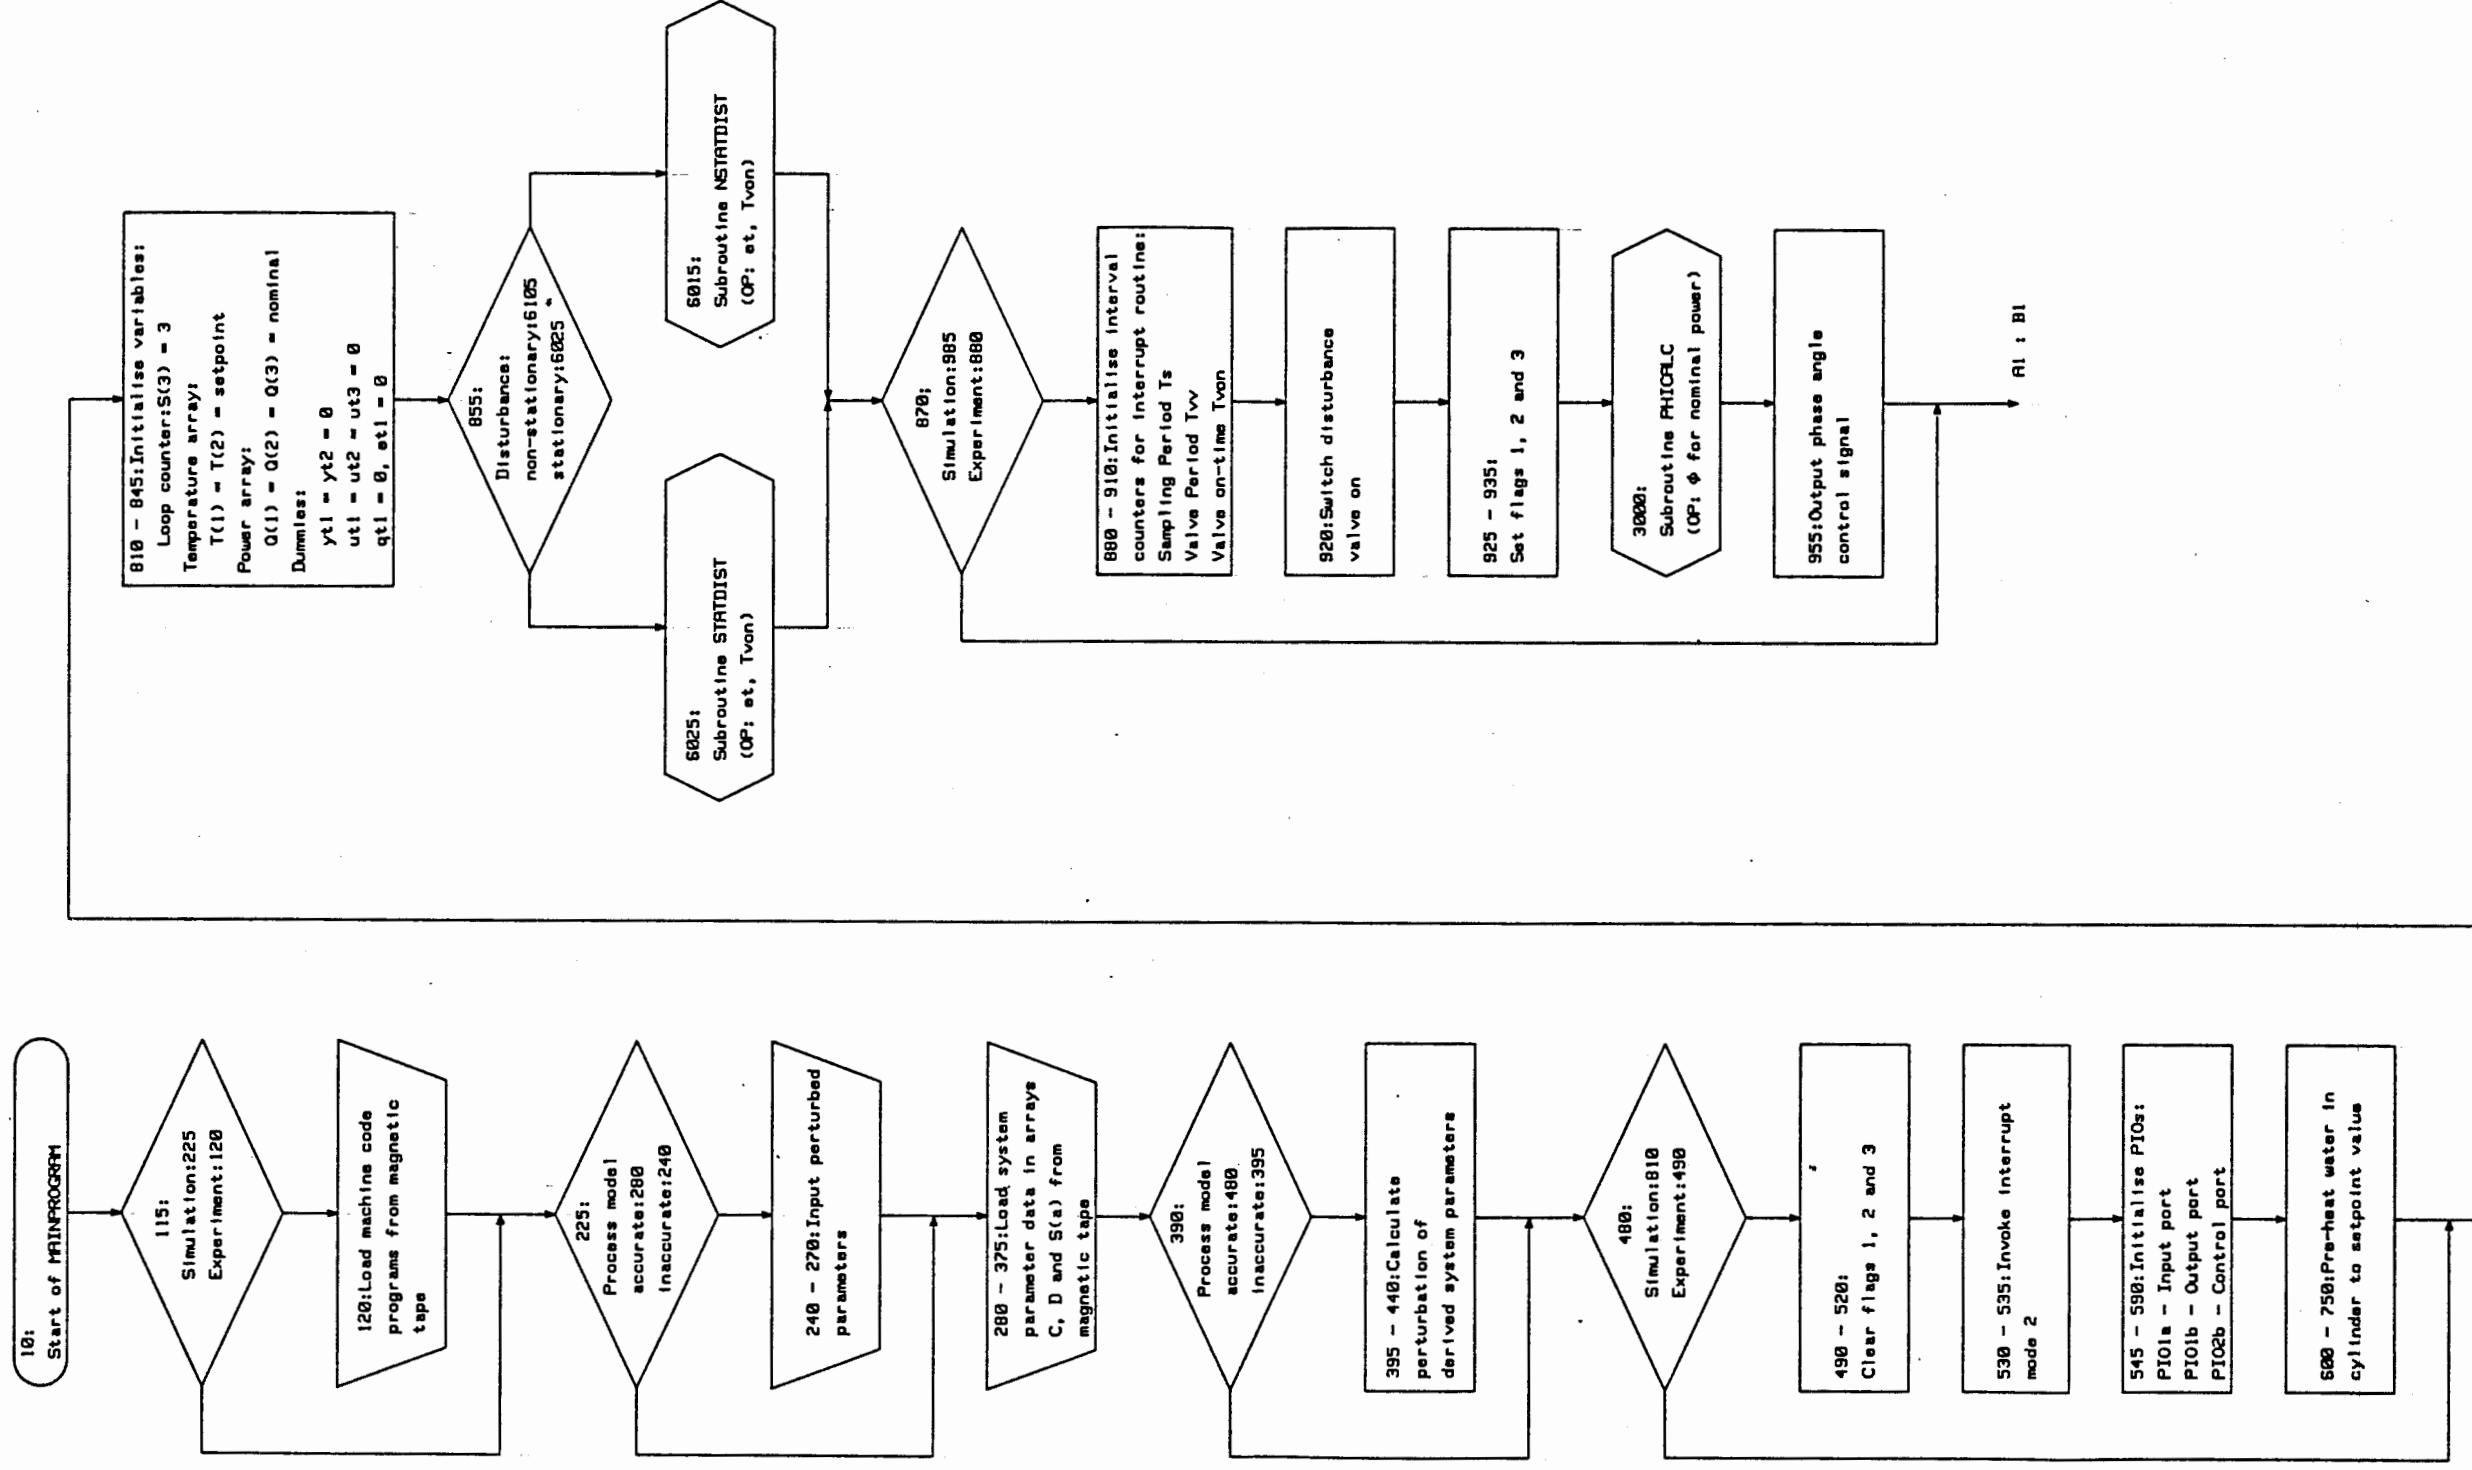 10:
Start of MAINPROGRAM
115:
Simulation:225
Experiment:120
120:Load machine code
programs from magnetic
tape
225:
Process model
accurate:280
inaccurate:240
240 - 270:Input perturbed
parameters
280 - 375:Load system
parameter data in arrays
C, D and S(a) from
magnetic tape
390:
Process model
accurate:480
inaccurate:395
395 - 440:Calculate
perturbation of
derived system parameters
480:
Simulation:810
Experiment:490
490 - 520:
Clear flags 1, 2 and 3
530 - 535:Invoke interrupt
mode 2
545 - 590:Initialise PIOs:
PIO1a - Input port
PIO1b - Output port
PIO2b - Control port
600 - 750:Pre-heat water in
cylinder to setpoint value
810 - 845:Initialise variables:
Loop counter:S(3) = 3
Temperature array:
T(1) = T(2) = setpoint
Power array:
Q(1) = Q(2) = Q(3) = nominal
Dummies:
yt1 = yt2 = 0
ut1 = ut2 = ut3 = 0
qt1 = 0, et1 = 0
855:
Disturbance:
non-stationary:6105
stationary:6025
6025:
Subroutine STATDIST
(OP: et, Tvon)
6015:
Subroutine NSTATDIST
(OP: et, Tvon)
870;
Simulation:985
Experiment:880
880 - 910:Initialise interval
counters for interrupt routine:
Sampling Period Ts
Valve Period Tvv
Valve on-time Tvon
920:Switch disturbance
valve on
925 - 935:
Set flags 1, 2 and 3
3000:
Subroutine PHICALC
(OP: Φ for nominal power)
955:Output phase angle
control signal
A1 : B1